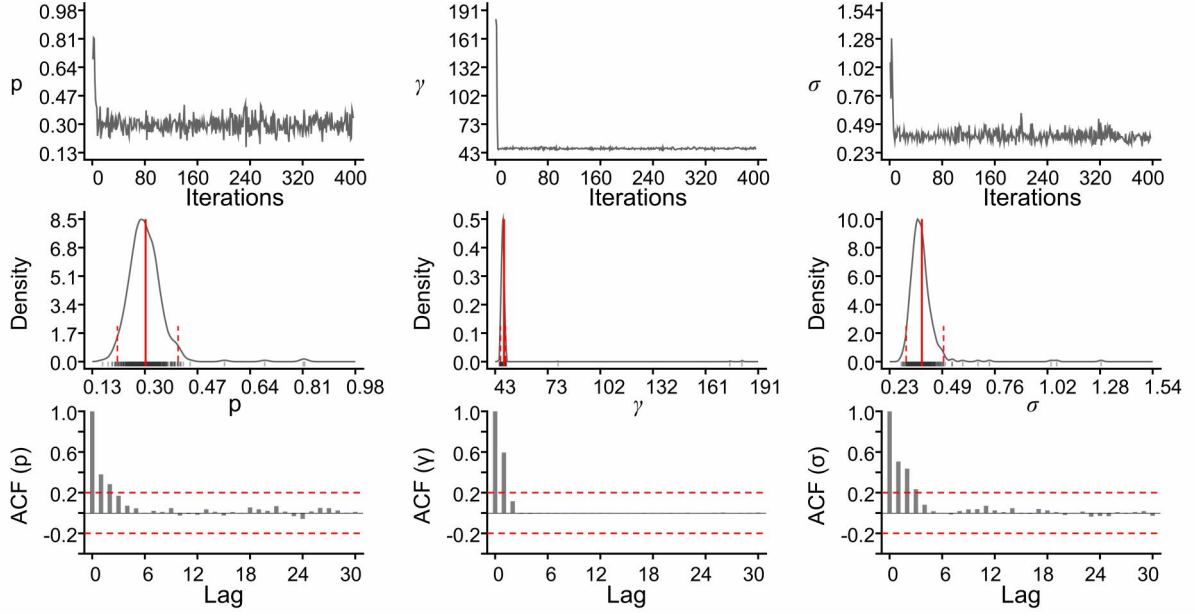 0.98 0.81 0.64 0.47 0.30 0.13
p
0 80 160 240 320 400
Iterations
191 161 132 102 73 43
γ
0 80 160 240 320 400
Iterations
1.54 1.28 1.02 0.76 0.49 0.23
σ
0 80 160 240 320 400
Iterations
8.5 6.8 5.1 3.4 1.7 0.0
Density
0.13 0.30 0.47 0.64 0.81 0.98
p
0.5 0.4 0.3 0.2 0.1 0.0
Density
43 73 102 132 161 191
γ
10.0 8.0 6.0 4.0 2.0 0.0
Density
0.23 0.49 0.76 1.02 1.28 1.54
σ
1.0 0.6 0.2 -0.2
ACF (p)
0 6 12 18 24 30
Lag
1.0 0.6 0.2 -0.2
ACF (γ)
0 6 12 18 24 30
Lag
1.0 0.6 0.2 -0.2
ACF (σ)
0 6 12 18 24 30
Lag